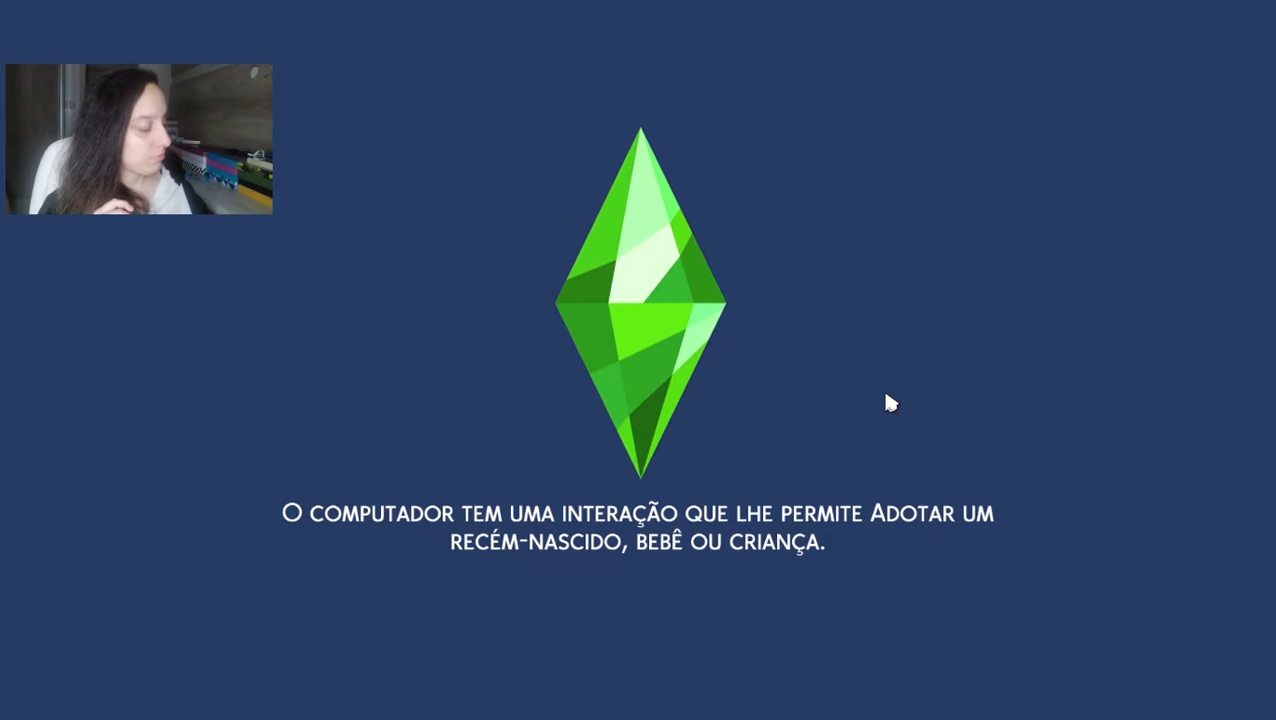 O COMPUTADOR TEM UMA INTERAÇÃO QUE LHE PERMITE ADOTAR UM
RECÉM-NASCIDO, BEBÊ OU CRIANÇA.